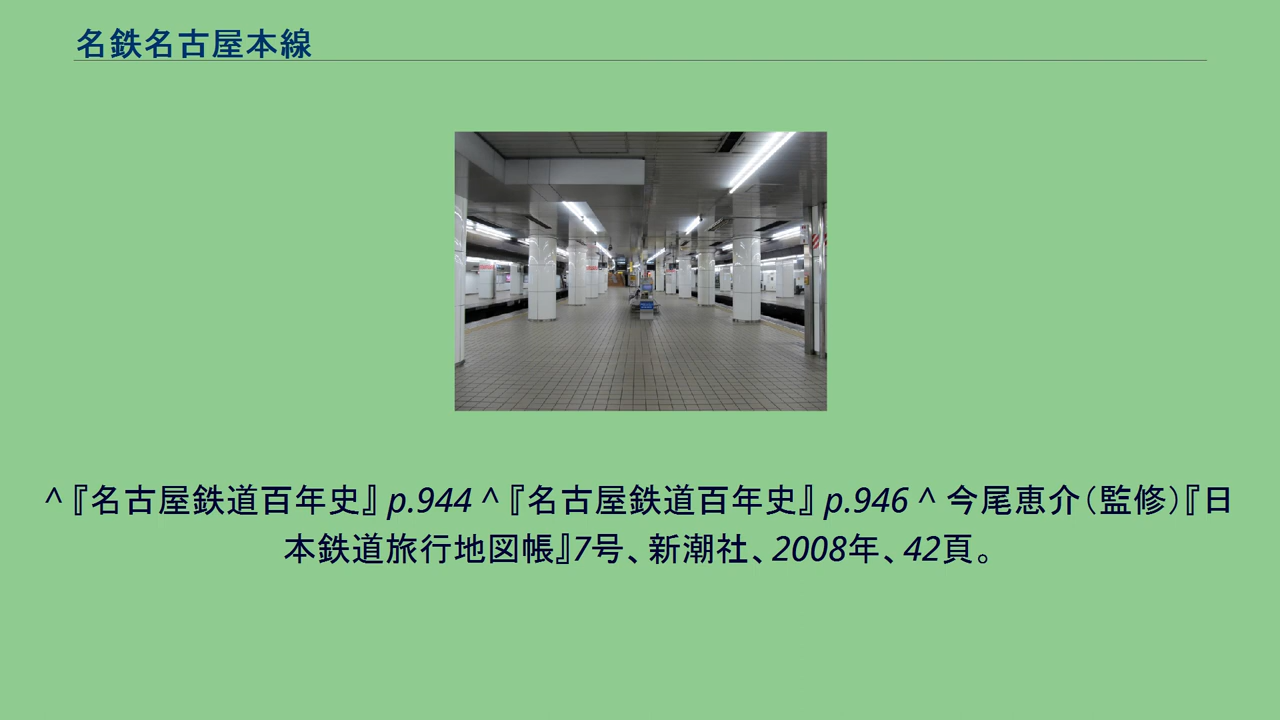 名鉄名古屋本線
^『名古屋鉄道百年史』p.944 ^『名古屋鉄道百年史』p.946 ^ 今尾恵介（監修）『日
本鉄道旅行地図帳』7号、新潮社、2008年、42頁。